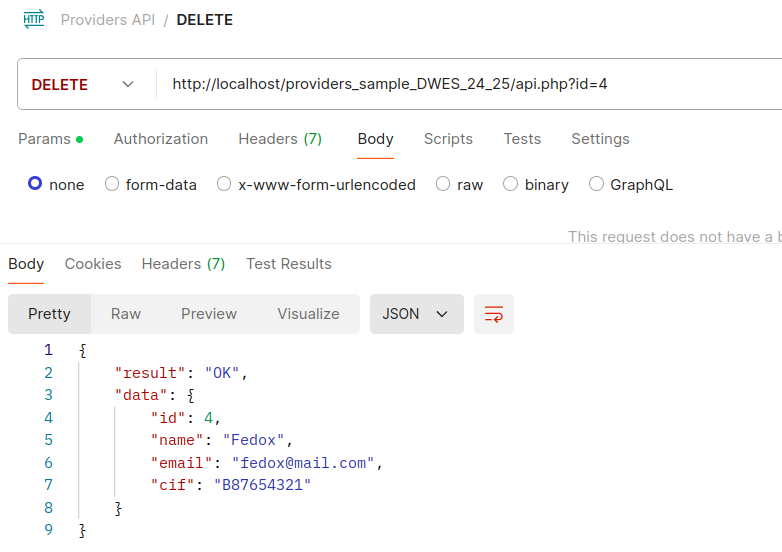 HTTP Providers API / DELETE
DELETE http://localhost/providers_sample_DWES_24_25/api.php?id=4
Params Authorization Headers (7) Body Scripts Tests Settings
none form-data x-www-form-urlencoded raw binary GraphQL
This request does not have a b
Body Cookies Headers (7) Test Results
Pretty Raw Preview Visualize JSON
1 {
2 "result": "OK",
3 "data": {
4 "id": 4,
5 "name": "Fedox",
6 "email": "fedox@mail.com",
7 "cif": "B87654321"
8 }
9 }